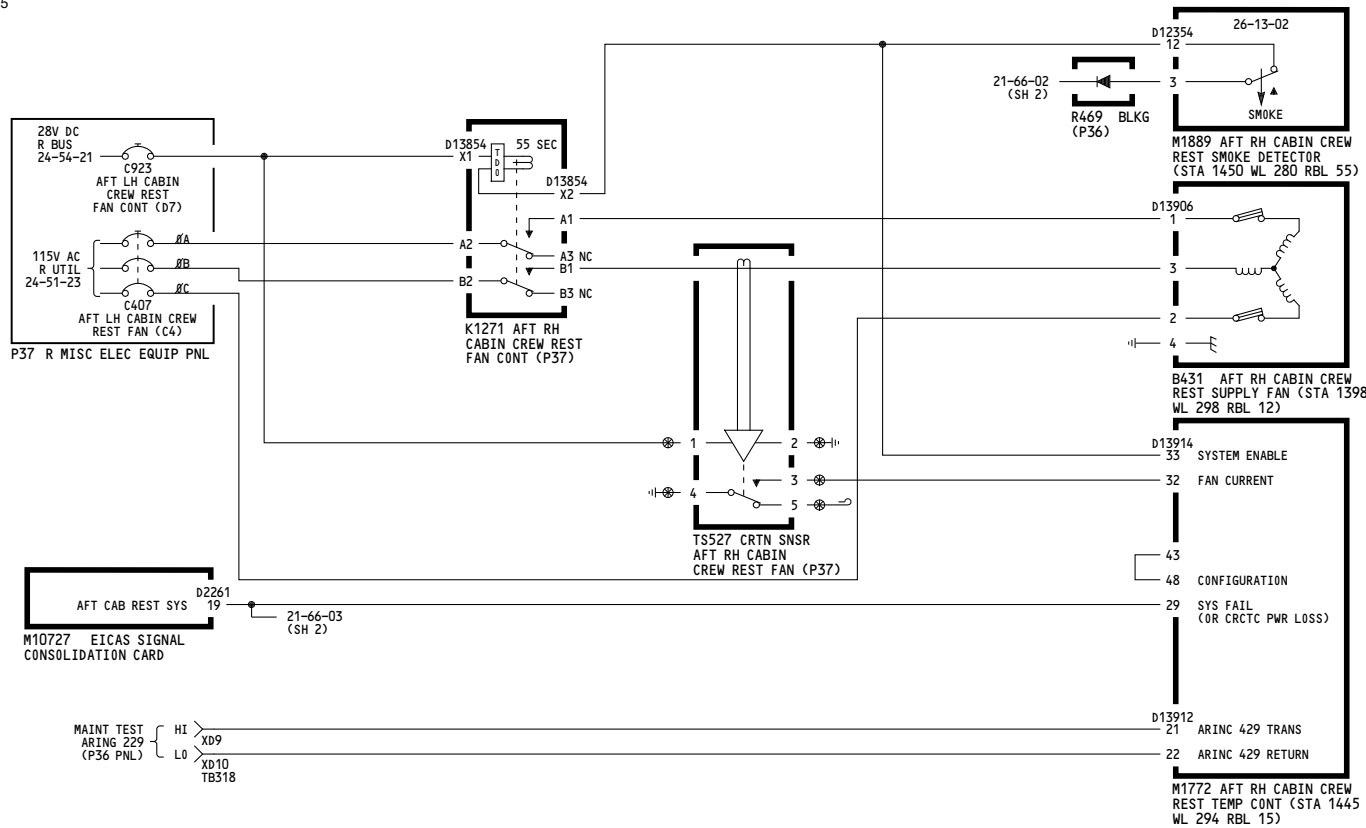 5
26-13-02
D12354
12
3
SMOKE
M1889 AFT RH CABIN CREW
REST SMOKE DETECTOR
(STA 1450 WL 280 RBL 55)
21-66-02
(SH 2)
R469 BLKG
(P36)
28V DC
R BUS
24-54-21
C923
AFT LH CABIN
CREW REST
FAN CONT (D7)
115V AC
R UTIL
24-51-23
ØA
ØB
ØC
C407
AFT LH CABIN CREW
REST FAN (C4)
P37 R MISC ELEC EQUIP PNL
D13854
X1
TDO
55 SEC
D13854
X2
A1
A2
A3 NC
B1
B2
B3 NC
K1271 AFT RH
CABIN CREW REST
FAN CONT (P37)
D13906
1
3
2
4
B431 AFT RH CABIN CREW
REST SUPPLY FAN (STA 1398
WL 298 RBL 12)
1
2
3
4
5
TS527 CRTN SNSR
AFT RH CABIN
CREW REST FAN (P37)
D13914
33 SYSTEM ENABLE
32 FAN CURRENT
43
48 CONFIGURATION
29 SYS FAIL
(OR CRCTC PWR LOSS)
D13912
21 ARINC 429 TRANS
22 ARINC 429 RETURN
M1772 AFT RH CABIN CREW
REST TEMP CONT (STA 1445
WL 294 RBL 15)
AFT CAB REST SYS
D2261
19
21-66-03
(SH 2)
M10727 EICAS SIGNAL
CONSOLIDATION CARD
MAINT TEST
ARING 229
(P36 PNL)
HI
XD9
LO
XD10
TB318